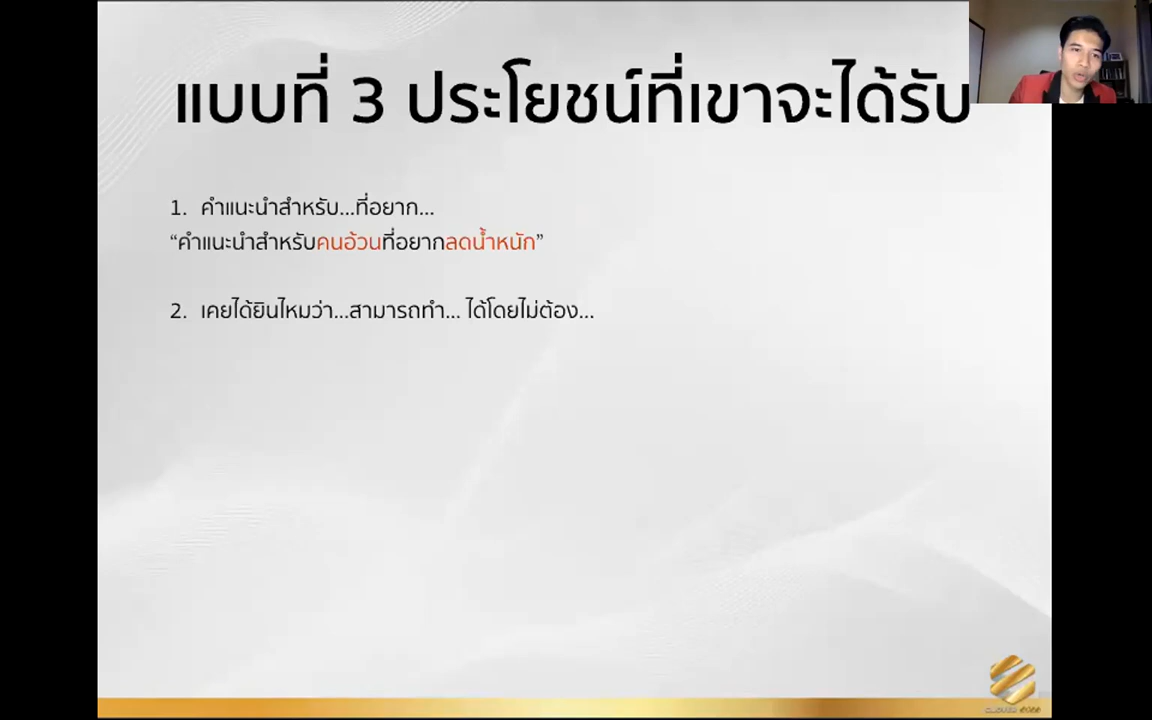 แบบที่ 3 ประโยชน์ที่เขาจะได้รับ
1. คำแนะนำสำหรับ...ที่อยาก...
“คำแนะนำสำหรับคนอ้วนที่อยากลดน้ำหนัก”
2. เคยได้ยินไหมว่า...สามารถทำ... ได้โดยไม่ต้อง...